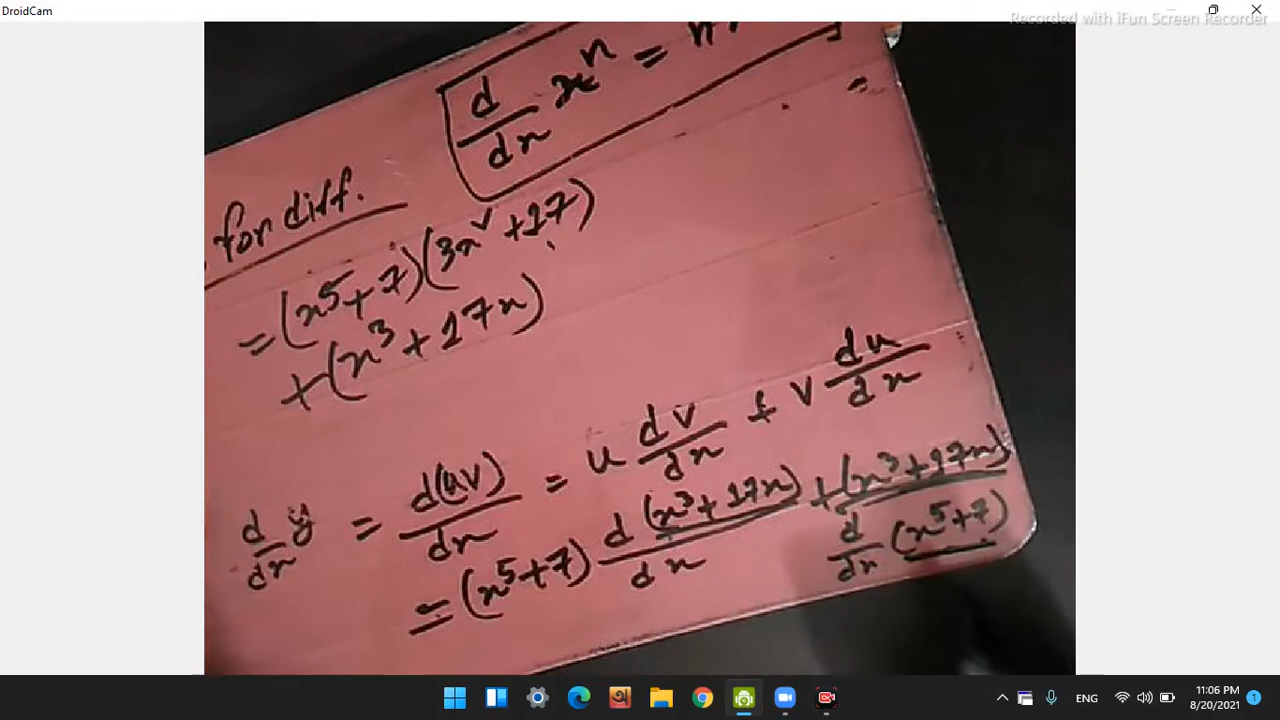 DroidCam
Recorded with iFun Screen Recorder
d/dx x^n =
for diff.
= (x^5+7)(3x^2+17)
+(x^3+17x)
d/dx y = d(uv)/dx = u dv/dx + v du/dx
= (x^5+7) d(x^3+17x)/dx + (x^3+17x) d/dx (x^5+7)
ENG
11:06 PM
8/20/2021
1